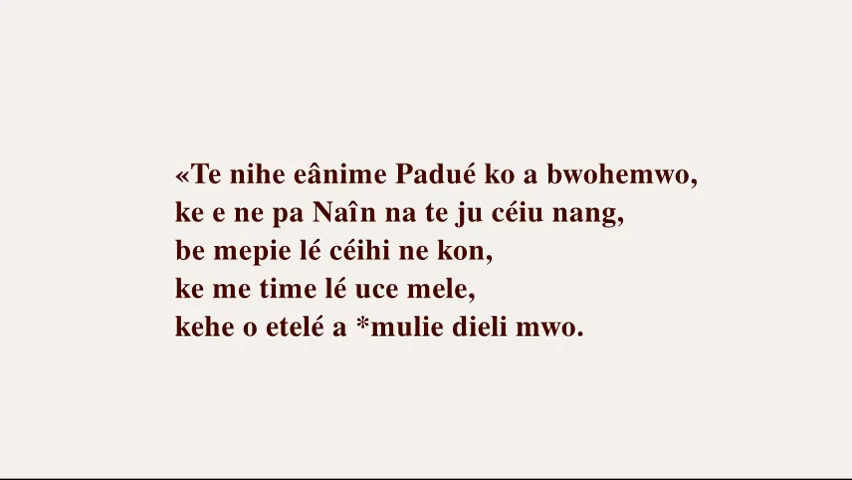 «Te nihe eânime Padué ko a bwohemwo,
ke e ne pa Naîn na te ju céiu nang,
be mepie lé céihi ne kon,
ke me time lé uce mele,
kehe o etelé a *mulie dieli mwo.